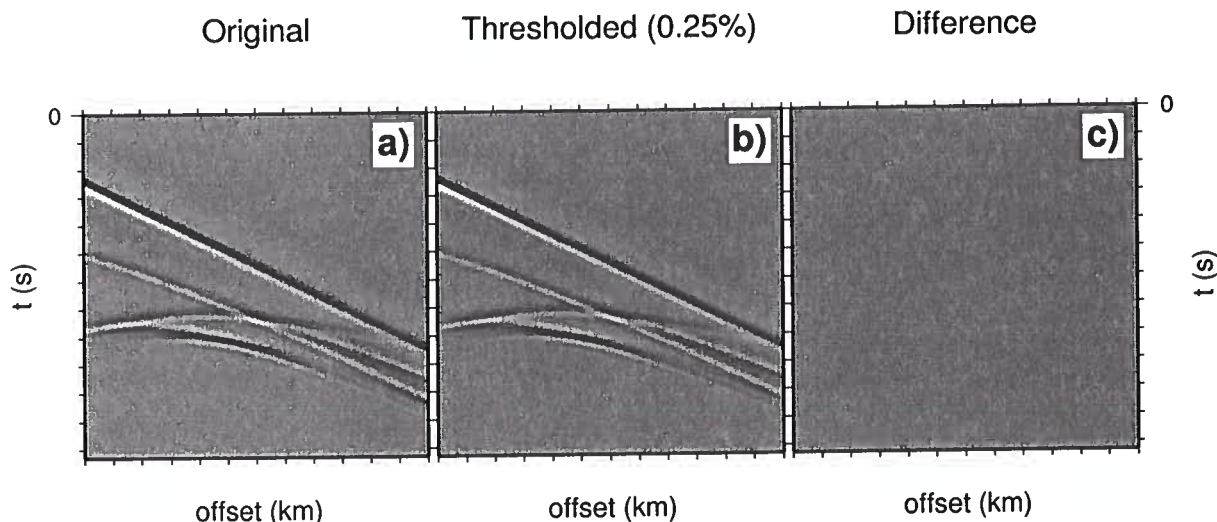 Original Thresholded (0.25%) Difference
0 a) b) c) 0
t (s) t (s)
offset (km) offset (km) offset (km)